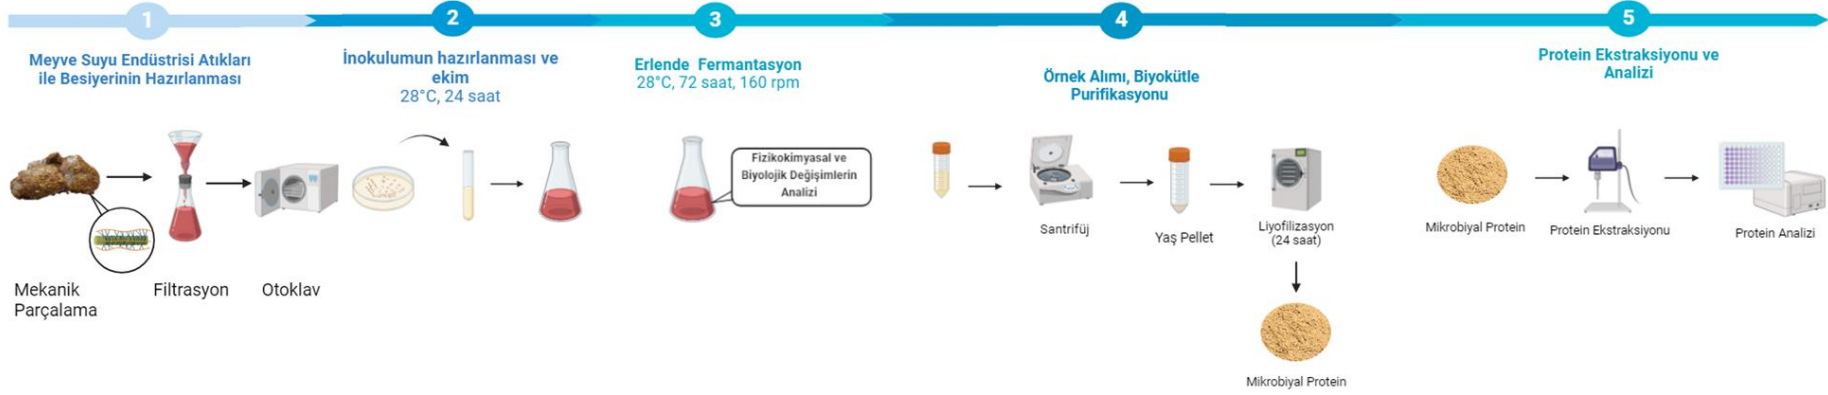 1
Meyve Suyu Endüstrisi Atıkları
ile Besiyerinin Hazırlanması
Mekanik
Parçalama
Filtrasyon
Otoklav
2
İnokulumun hazırlanması ve
ekim
28°C, 24 saat
3
Erlende Fermantasyon
28°C, 72 saat, 160 rpm
Fizikokimyasal ve
Biyolojik Değişimlerin
Analizi
4
Örnek Alımı, Biyokütle
Purifikasyonu
Santrifüj
Yaş Pellet
Liyofilizasyon
(24 saat)
Mikrobiyal Protein
5
Protein Ekstraksiyonu ve
Analizi
Mikrobiyal Protein
Protein Ekstraksiyonu
Protein Analizi